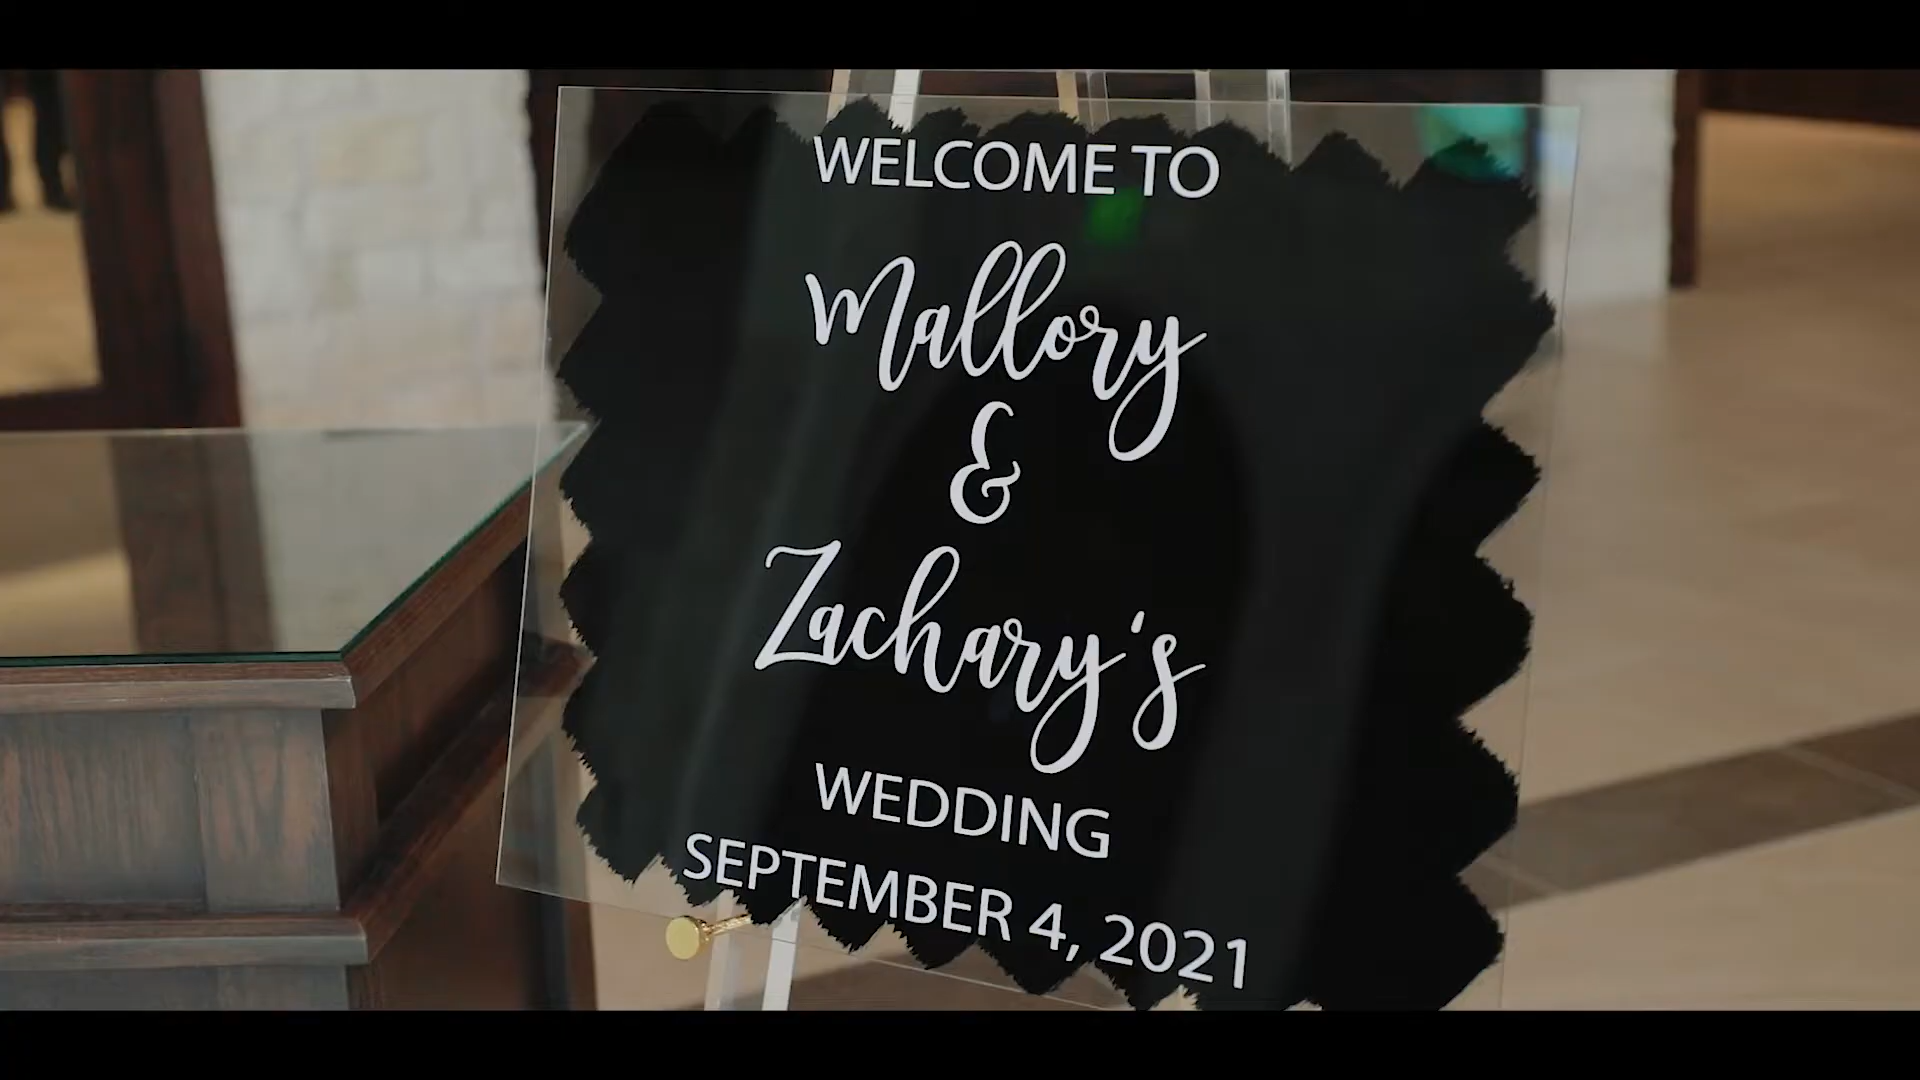 WELCOME TO
Mallory
&
Zachary's
WEDDING
SEPTEMBER 4, 2021